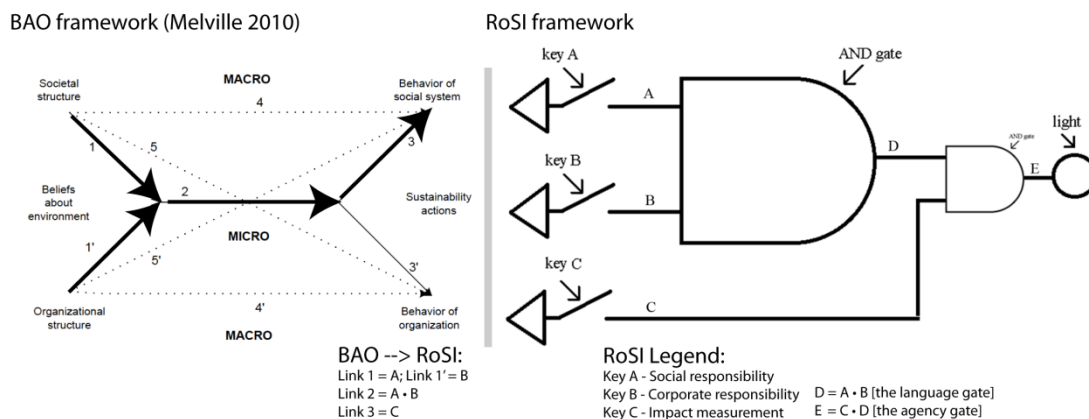 BAO framework (Melville 2010)
Societal
structure
MACRO
Behavior of
social system
4
1
5
3
Beliefs
about
environment
2
Sustainability
actions
MICRO
1'
5'
3'
4'
Organizational
structure
MACRO
Behavior of
organization
BAO --> RoSI:
Link 1 = A; Link 1' = B
Link 2 = A • B
Link 3 = C
RoSI framework
key A
AND gate
A
light
AND gate
D
key B
E
B
key C
C
RoSI Legend:
Key A - Social responsibility
Key B - Corporate responsibility
Key C - Impact measurement
D = A • B [the language gate]
E = C • D [the agency gate]